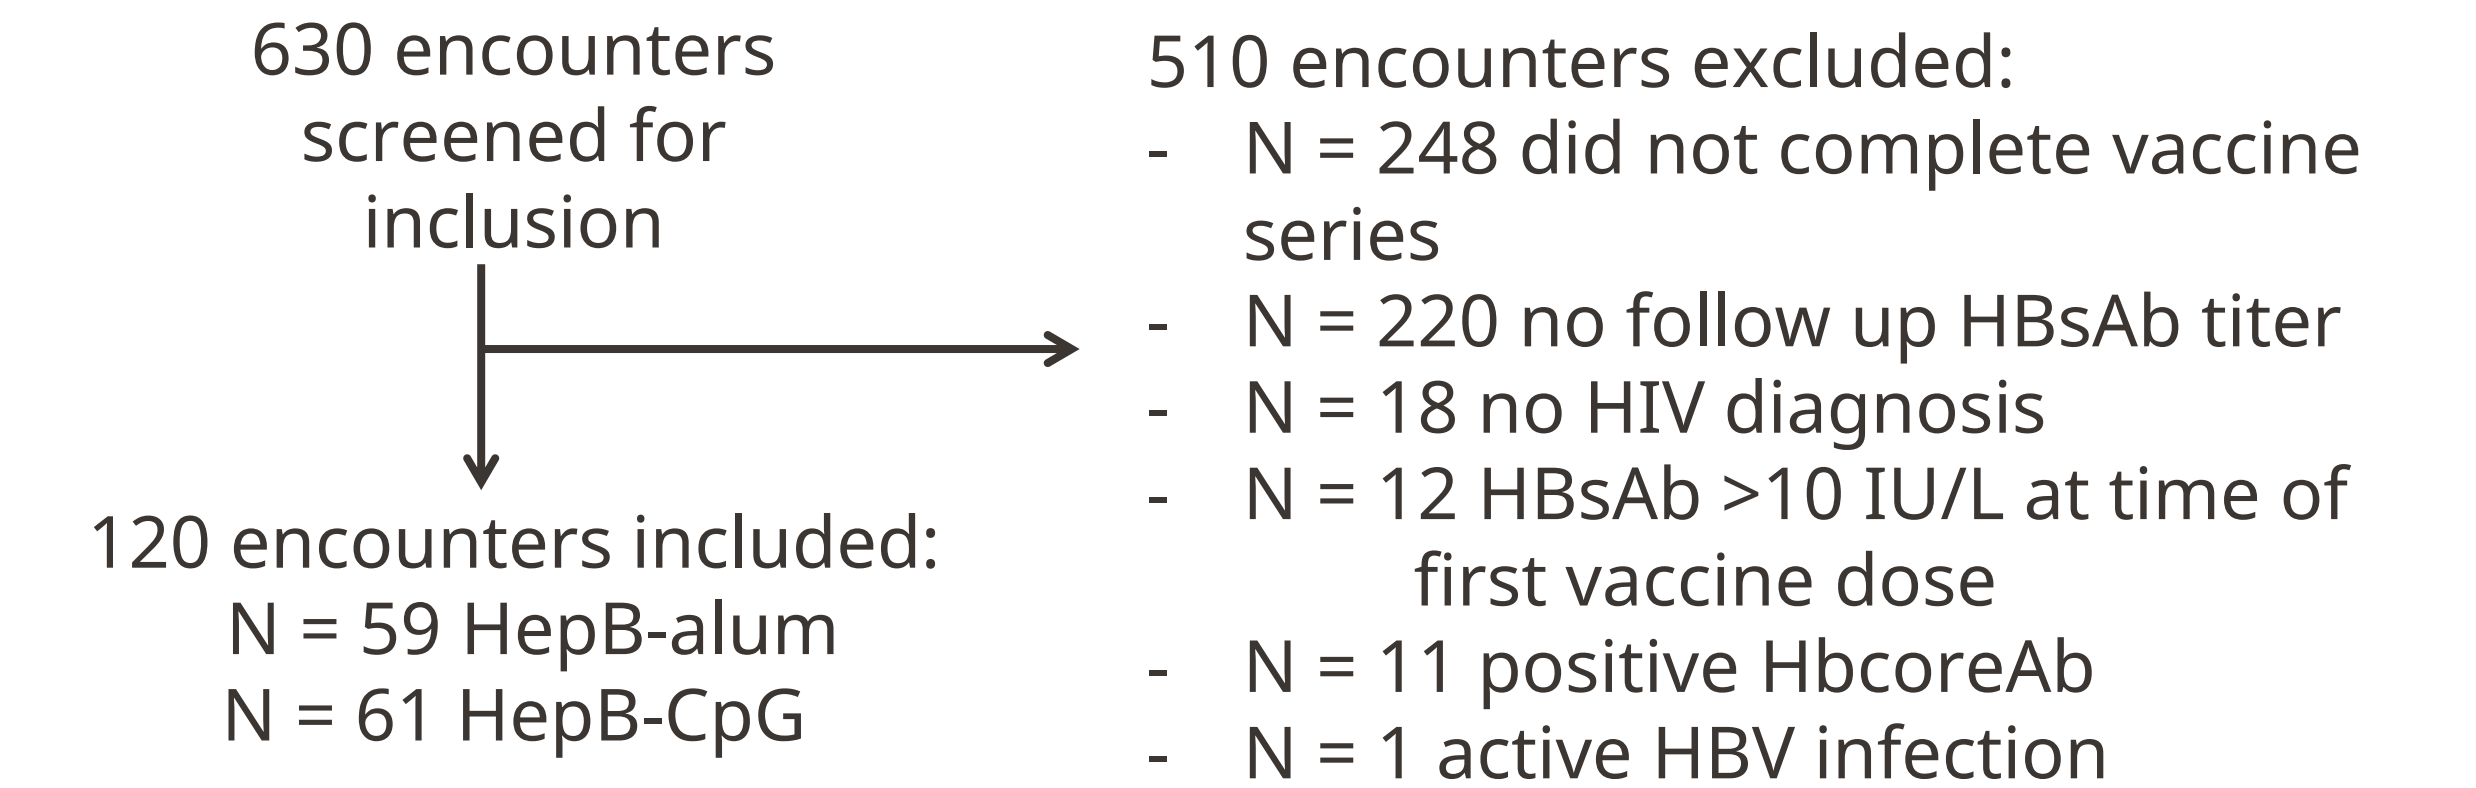 630 encounters
screened for
inclusion
120 encounters included:
N = 59 HepB-alum
N = 61 HepB-CpG
510 encounters excluded:
- N = 248 did not complete vaccine
series
- N = 220 no follow up HBsAb titer
- N = 18 no HIV diagnosis
- N = 12 HBsAb >10 IU/L at time of
first vaccine dose
- N = 11 positive HbcoreAb
- N = 1 active HBV infection